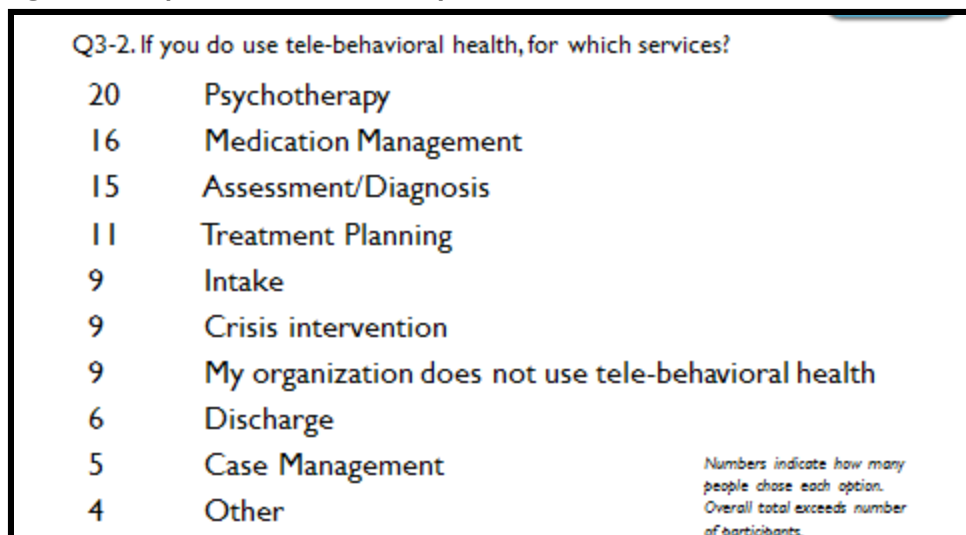 Q3-2. If you do use tele-behavioral health, for which services?
20 Psychotherapy
16 Medication Management
15 Assessment/Diagnosis
11 Treatment Planning
9 Intake
9 Crisis intervention
9 My organization does not use tele-behavioral health
6 Discharge
5 Case Management
4 Other
Numbers indicate how many
people chose each option.
Overall total exceeds number
of participants.